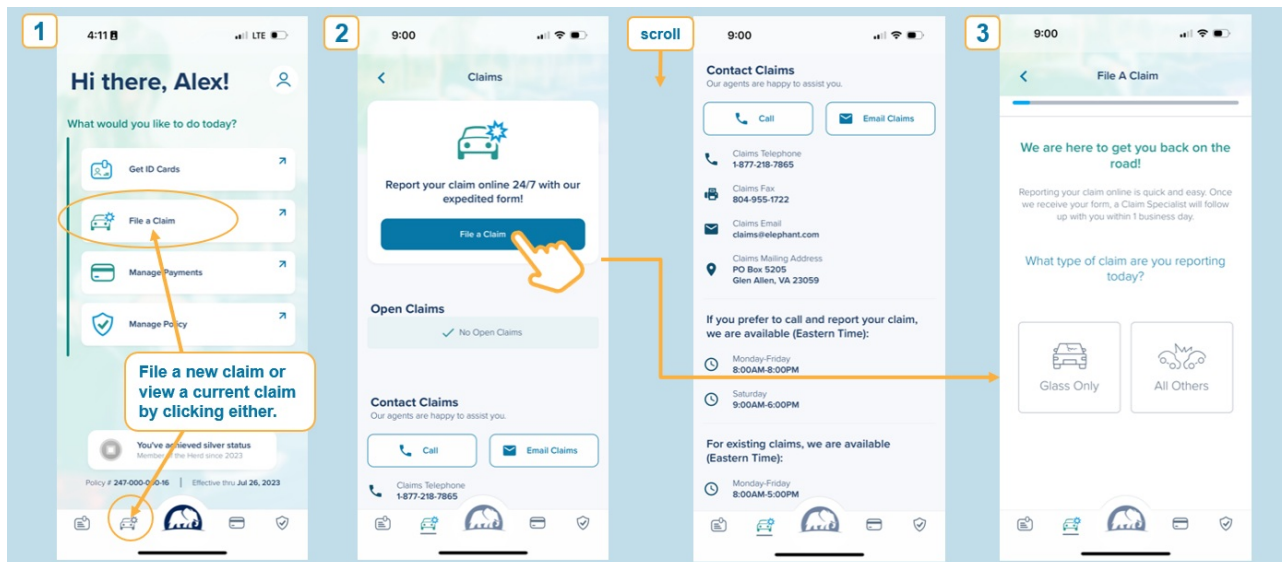 1
4:11
LTE
Hi there, Alex!
What would you like to do today?
Get ID Cards
File a Claim
Manage Payments
Manage Policy
File a new claim or
view a current claim
by clicking either.
You've achieved silver status
Member of the Herd since 2023
Policy # 247-000-000-16 | Effective thru Jul 26, 2023
2
9:00
Claims
Report your claim online 24/7 with our
expedited form!
File a Claim
Open Claims
No Open Claims
Contact Claims
Our agents are happy to assist you.
Call
Email Claims
Claims Telephone
1-877-218-7865
scroll
9:00
Contact Claims
Our agents are happy to assist you.
Call
Email Claims
Claims Telephone
1-877-218-7865
Claims Fax
804-955-1722
Claims Email
claims@elephant.com
Claims Mailing Address
PO Box 5205
Glen Allen, VA 23059
If you prefer to call and report your claim,
we are available (Eastern Time):
Monday-Friday
8:00AM-8:00PM
Saturday
9:00AM-6:00PM
For existing claims, we are available
(Eastern Time):
Monday-Friday
8:00AM-5:00PM
3
9:00
File A Claim
We are here to get you back on the
road!
Reporting your claim online is quick and easy. Once
we receive your form, a Claim Specialist will follow
up with you within 1 business day.
What type of claim are you reporting
today?
Glass Only
All Others